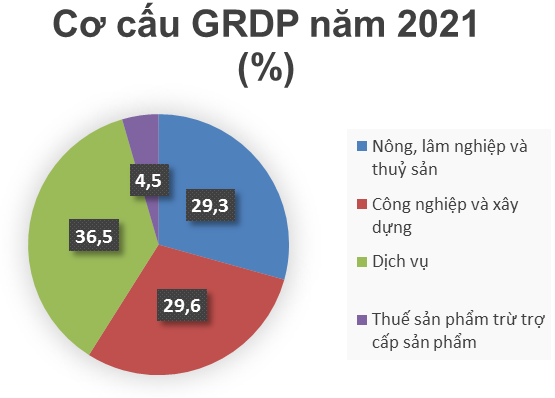 Cơ cấu GRDP năm 2021
(%)
4,5
29,3
36,5
29,6
Nông, lâm nghiệp và
thuỷ sản
Công nghiệp và xây
dựng
Dịch vụ
Thuế sản phẩm trừ trợ
cấp sản phẩm